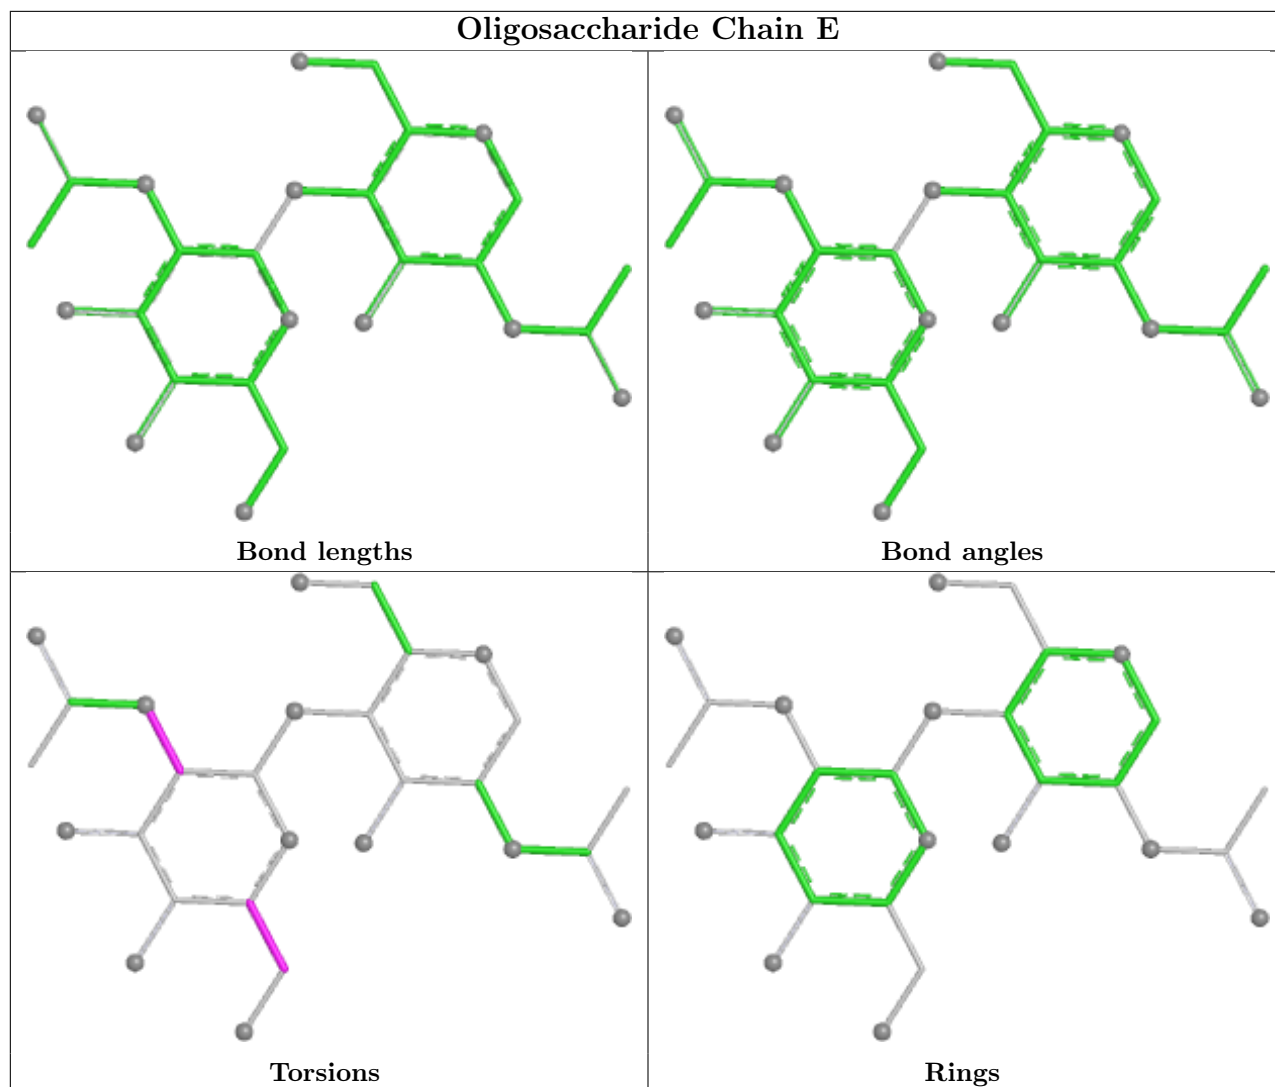 Oligosaccharide Chain E
Bond lengths
Bond angles
Torsions
Rings